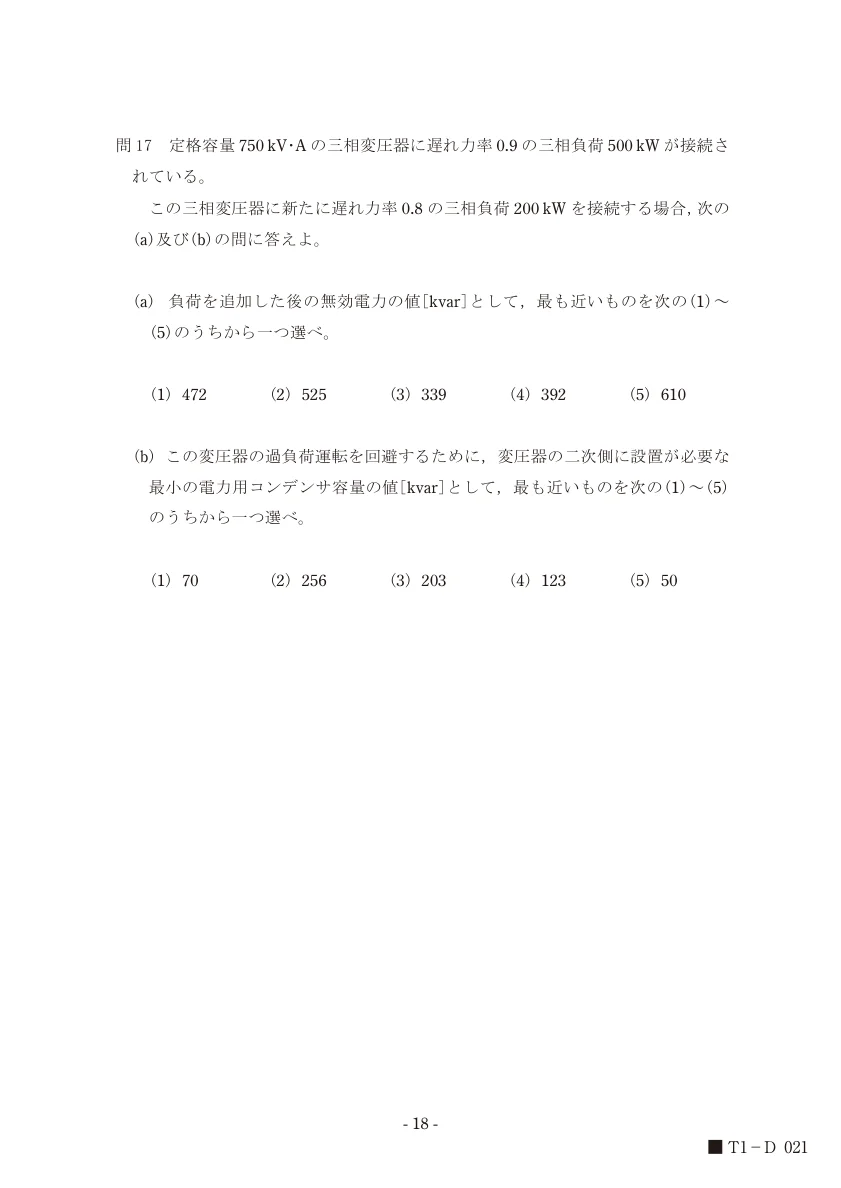 問 17　定格容量 750 kV·A の三相変圧器に遅れ力率 0.9 の三相負荷 500 kW が接続さ
れている。
この三相変圧器に新たに遅れ力率 0.8 の三相負荷 200 kW を接続する場合，次の
(a)及び(b)の問に答えよ。
(a)　負荷を追加した後の無効電力の値[kvar]として，最も近いものを次の(1)～
(5)のうちから一つ選べ。
(1) 472　(2) 525　(3) 339　(4) 392　(5) 610
(b) この変圧器の過負荷運転を回避するために，変圧器の二次側に設置が必要な
最小の電力用コンデンサ容量の値[kvar]として，最も近いものを次の(1)～(5)
のうちから一つ選べ。
(1) 70　(2) 256　(3) 203　(4) 123　(5) 50
- 18 -
■ T1－D 021